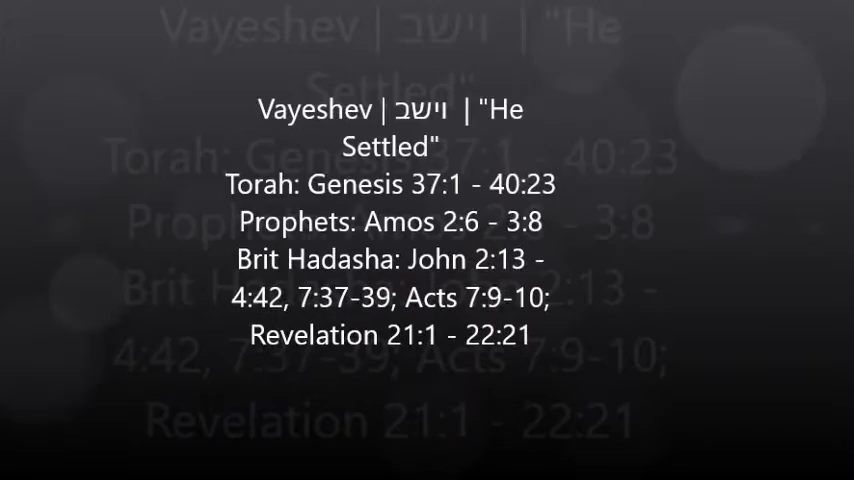 Vayeshev | וישב | "He
Settled"
Torah: Genesis 37:1 - 40:23
Prophets: Amos 2:6 - 3:8
Brit Hadasha: John 2:13 -
4:42, 7:37-39; Acts 7:9-10;
Revelation 21:1 - 22:21